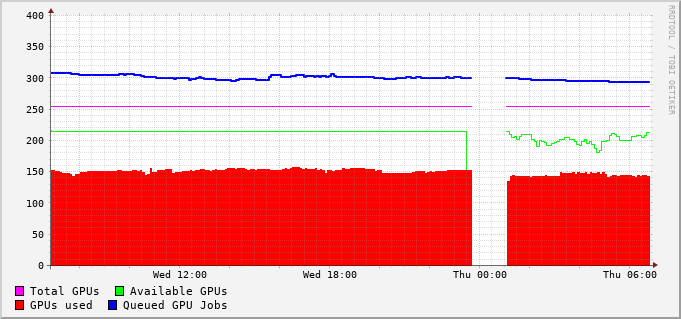 400
350
300
250
200
150
100
50
0
Wed 12:00 Wed 18:00 Thu 00:00 Thu 06:00
Total GPUs Available GPUs
GPUs used Queued GPU Jobs
RRDTOOL / TOBI OETIKER